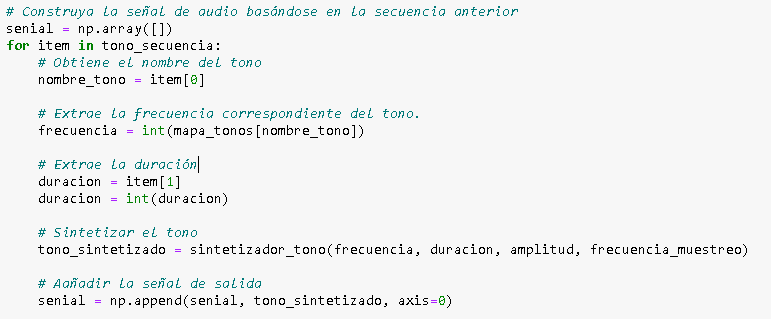 # Construya la señal de audio basándose en la secuencia anterior
senial = np.array([])
for item in tono_secuencia:
    # Obtiene el nombre del tono
    nombre_tono = item[0]

    # Extrae la frecuencia correspondiente del tono.
    frecuencia = int(mapa_tonos[nombre_tono])

    # Extrae la duración
    duracion = item[1]
    duracion = int(duracion)

    # Sintetizar el tono
    tono_sintetizado = sintetizador_tono(frecuencia, duracion, amplitud, frecuencia_muestreo)

    # Aañadir la señal de salida
    senial = np.append(senial, tono_sintetizado, axis=0)